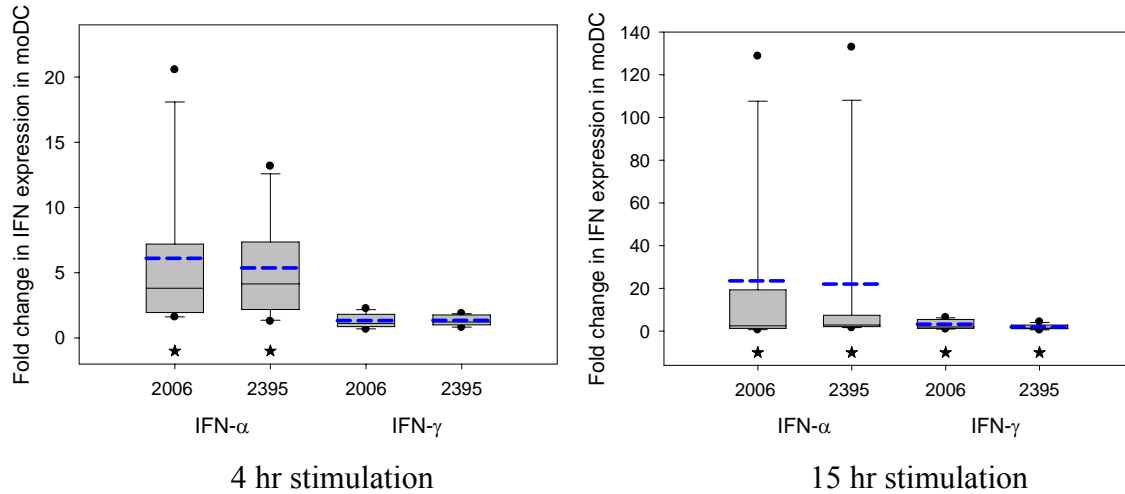 Fold change in IFN expression in moDC
20
15
10
5
0
2006
2395
2006
2395
IFN-α
IFN-γ
4 hr stimulation
Fold change in IFN expression in moDC
140
120
100
80
60
40
20
0
2006
2395
2006
2395
IFN-α
IFN-γ
15 hr stimulation